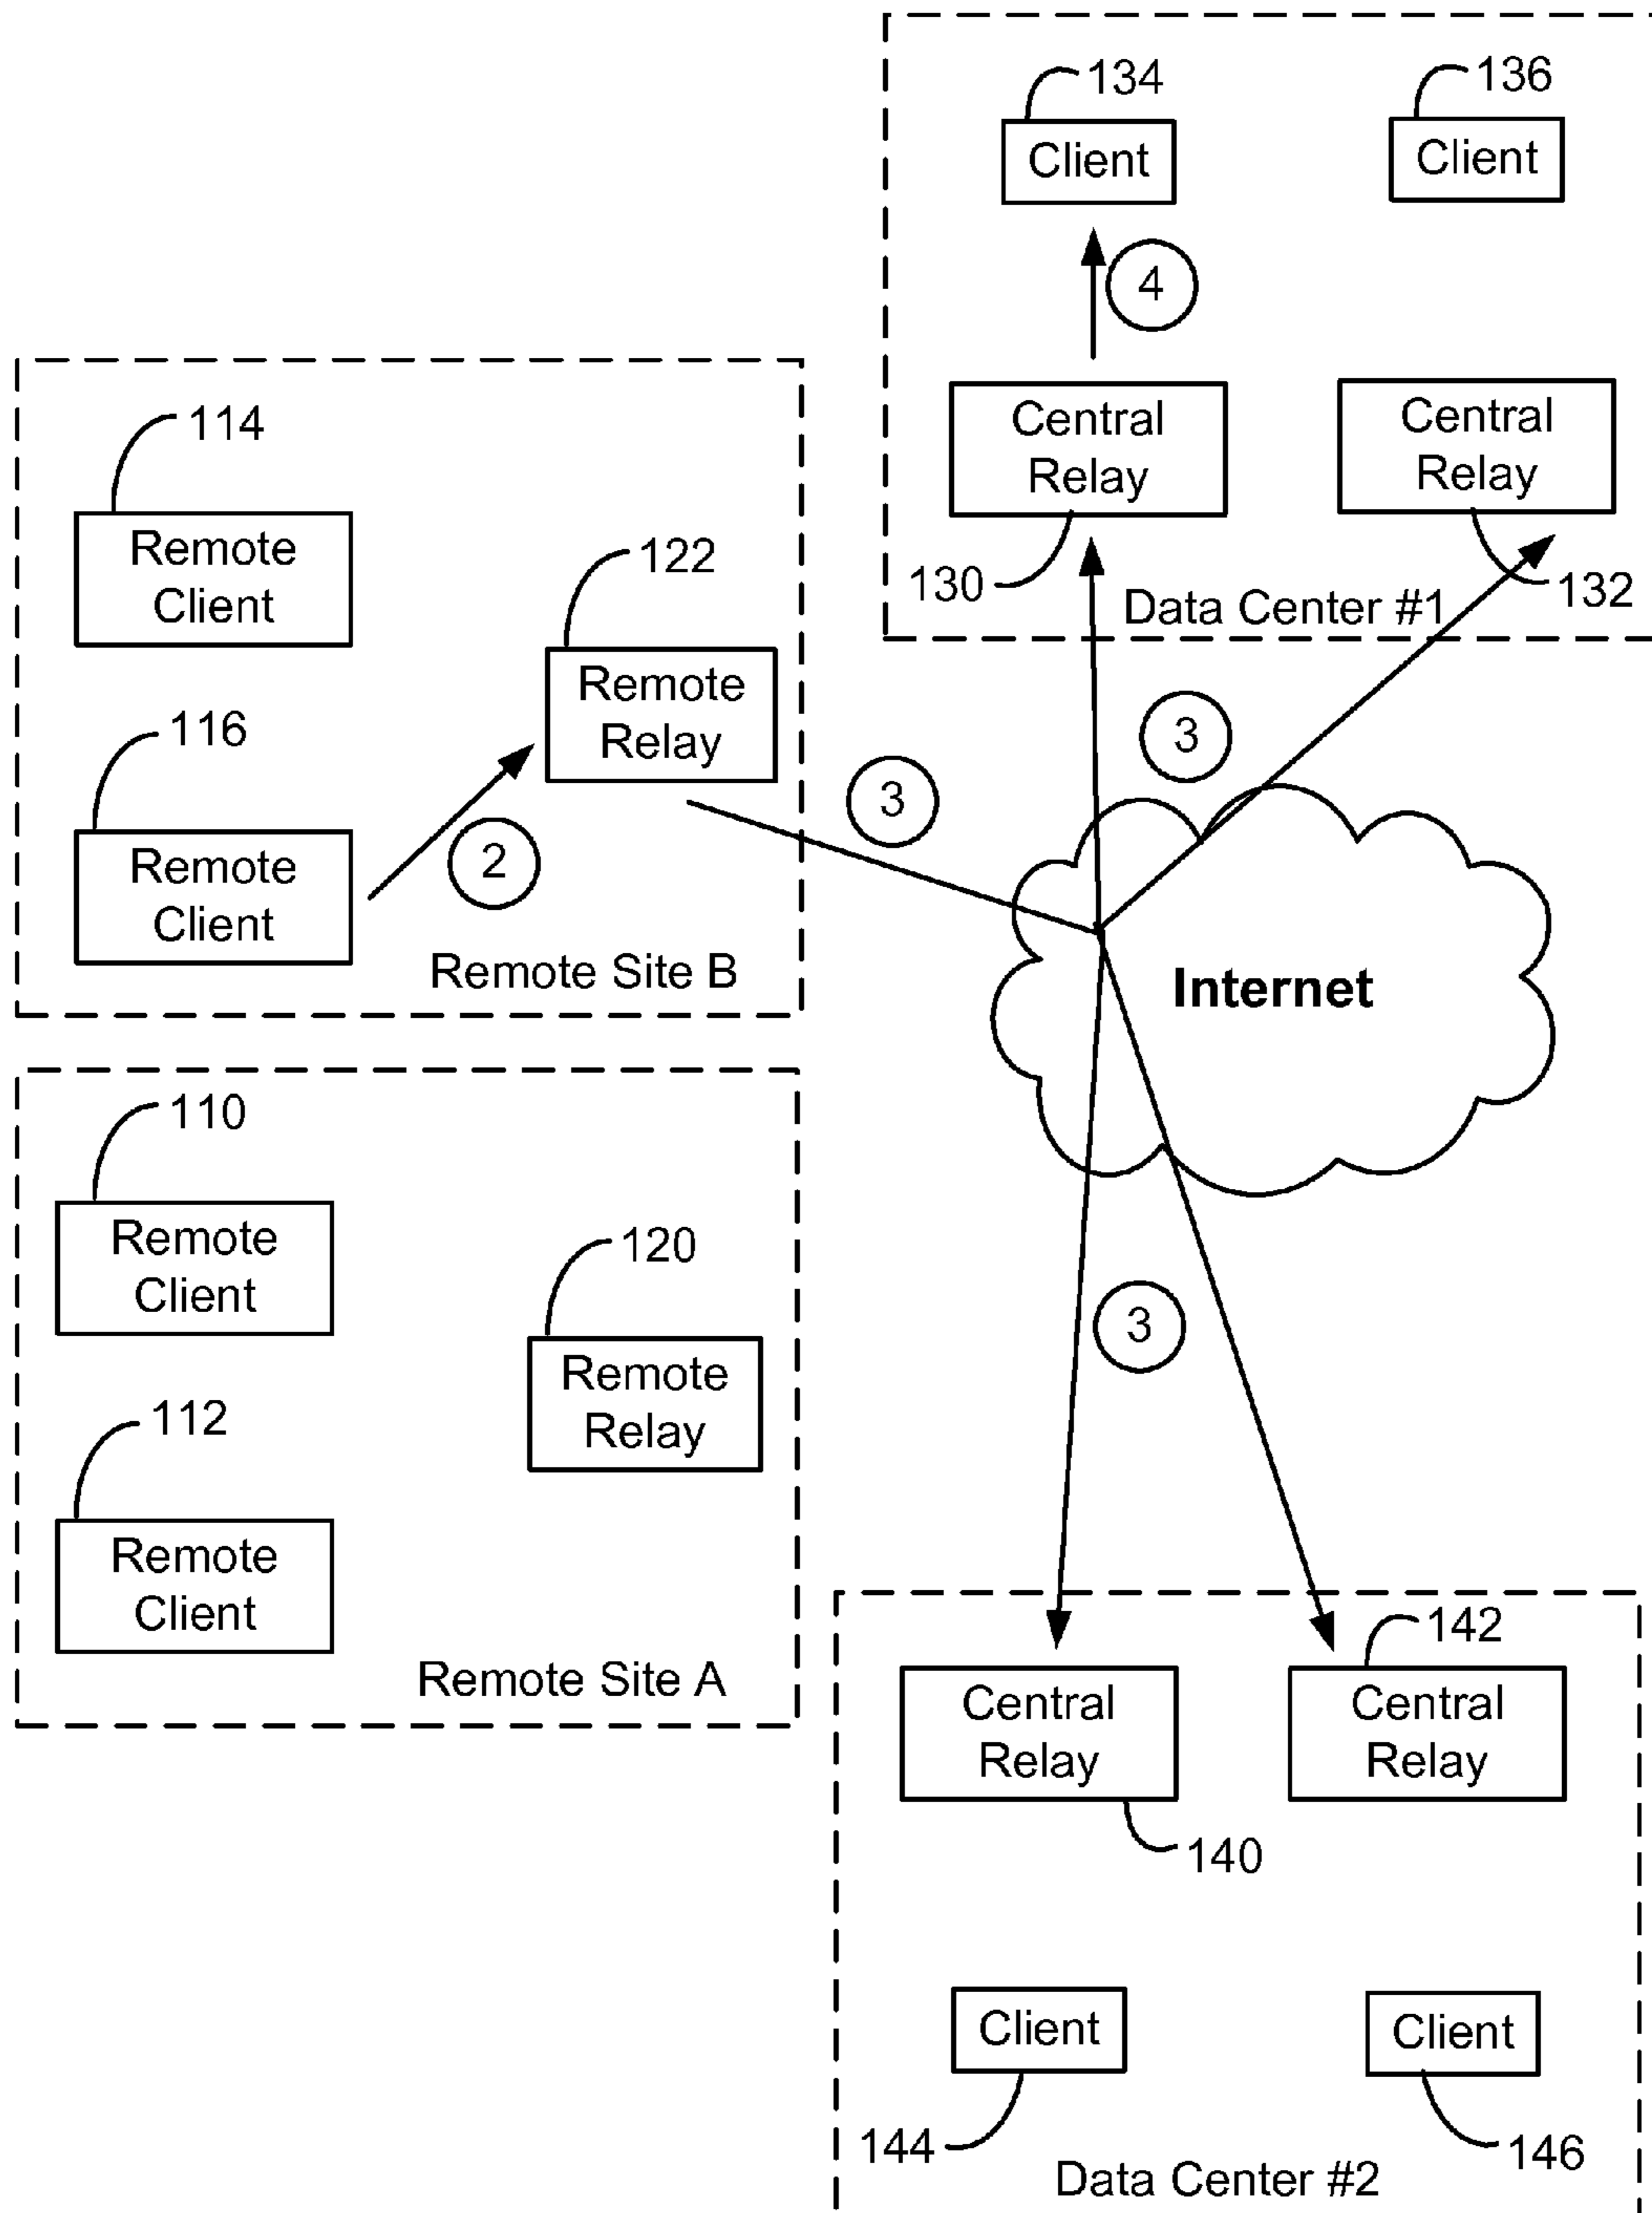 134
136
Client
Client
4
Central
Relay
Central
Relay
130
132
Data Center #1
114
Remote
Client
122
Remote
Relay
116
Remote
Client
2
Remote Site B
3
3
Internet
110
Remote
Client
120
Remote
Relay
112
Remote
Client
Remote Site A
3
142
Central
Relay
Central
Relay
140
Client
Client
144
146
Data Center #2